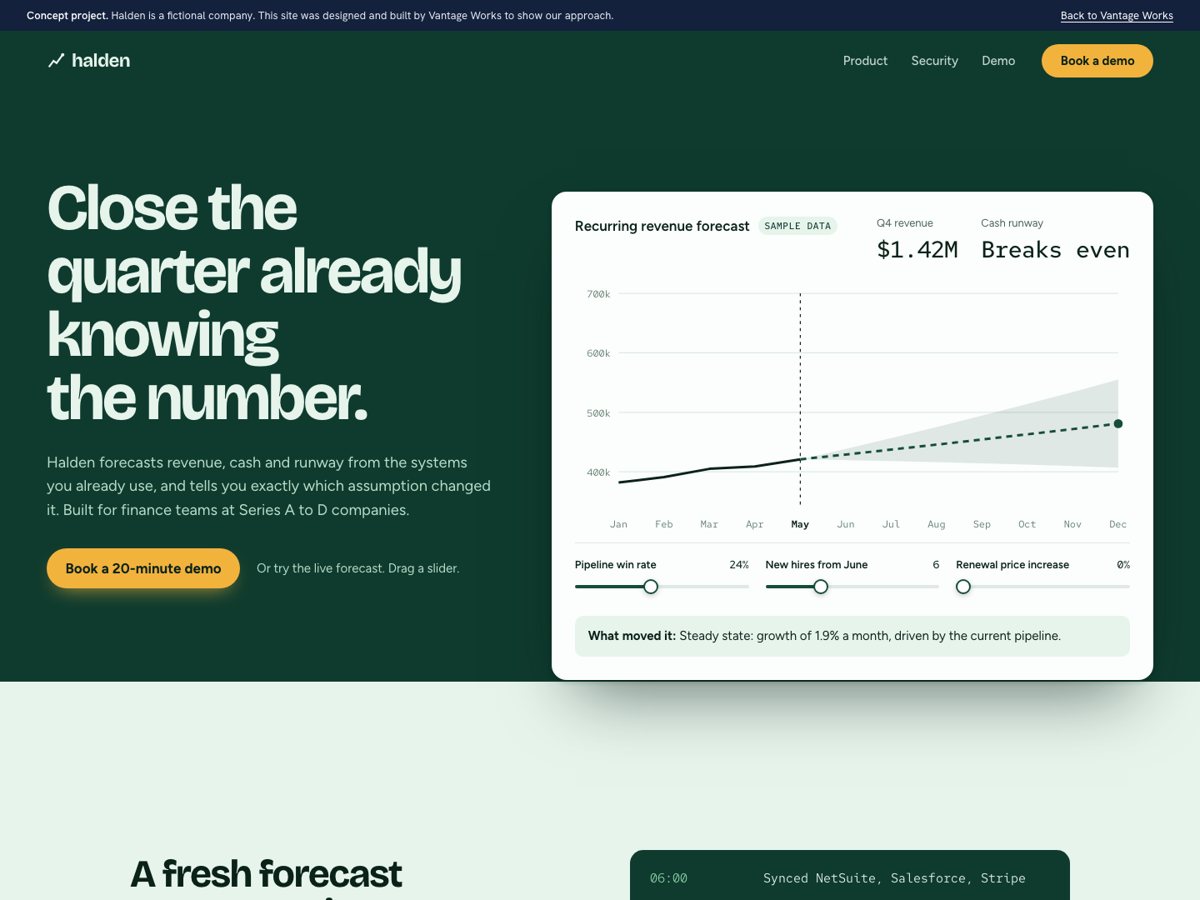 Concept project. Halden is a fictional company. This site was designed and built by Vantage Works to show our approach.
Back to Vantage Works
halden
Product
Security
Demo
Book a demo
Close the
quarter already
knowing
the number.
Halden forecasts revenue, cash and runway from the systems
you already use, and tells you exactly which assumption changed
it. Built for finance teams at Series A to D companies.
Book a 20-minute demo
Or try the live forecast. Drag a slider.
Recurring revenue forecast
SAMPLE DATA
Q4 revenue
$1.42M
Cash runway
Breaks even
700k
600k
500k
400k
Jan Feb Mar Apr May Jun Jul Aug Sep Oct Nov Dec
Pipeline win rate 24%
New hires from June 6
Renewal price increase 0%
What moved it: Steady state: growth of 1.9% a month, driven by the current pipeline.
A fresh forecast
06:00 Synced NetSuite, Salesforce, Stripe